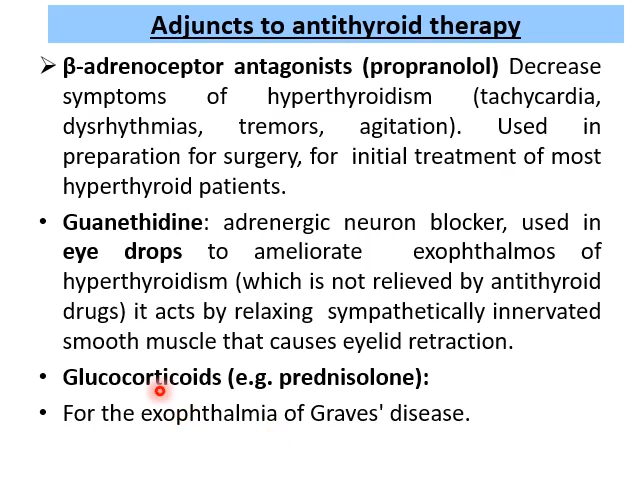 Adjuncts to antithyroid therapy
➢ β-adrenoceptor antagonists (propranolol) Decrease
symptoms of hyperthyroidism (tachycardia,
dysrhythmias, tremors, agitation). Used in
preparation for surgery, for initial treatment of most
hyperthyroid patients.
• Guanethidine: adrenergic neuron blocker, used in
eye drops to ameliorate exophthalmos of
hyperthyroidism (which is not relieved by antithyroid
drugs) it acts by relaxing sympathetically innervated
smooth muscle that causes eyelid retraction.
• Glucocorticoids (e.g. prednisolone):
• For the exophthalmia of Graves' disease.